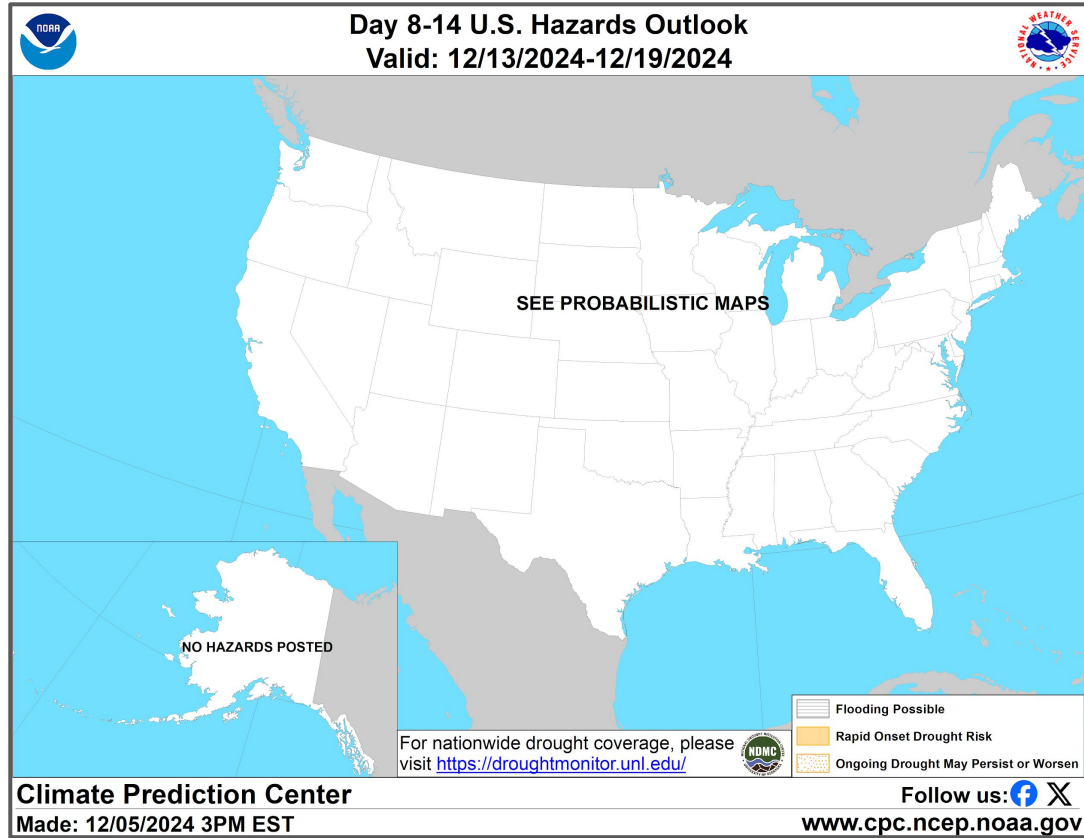 NOAA
Day 8-14 U.S. Hazards Outlook
Valid: 12/13/2024-12/19/2024
NATIONAL WEATHER SERVICE
SEE PROBABILISTIC MAPS
NO HAZARDS POSTED
For nationwide drought coverage, please
visit https://droughtmonitor.unl.edu/
NDMC
Flooding Possible
Rapid Onset Drought Risk
Ongoing Drought May Persist or Worsen
Climate Prediction Center
Follow us:
Made: 12/05/2024 3PM EST
www.cpc.ncep.noaa.gov